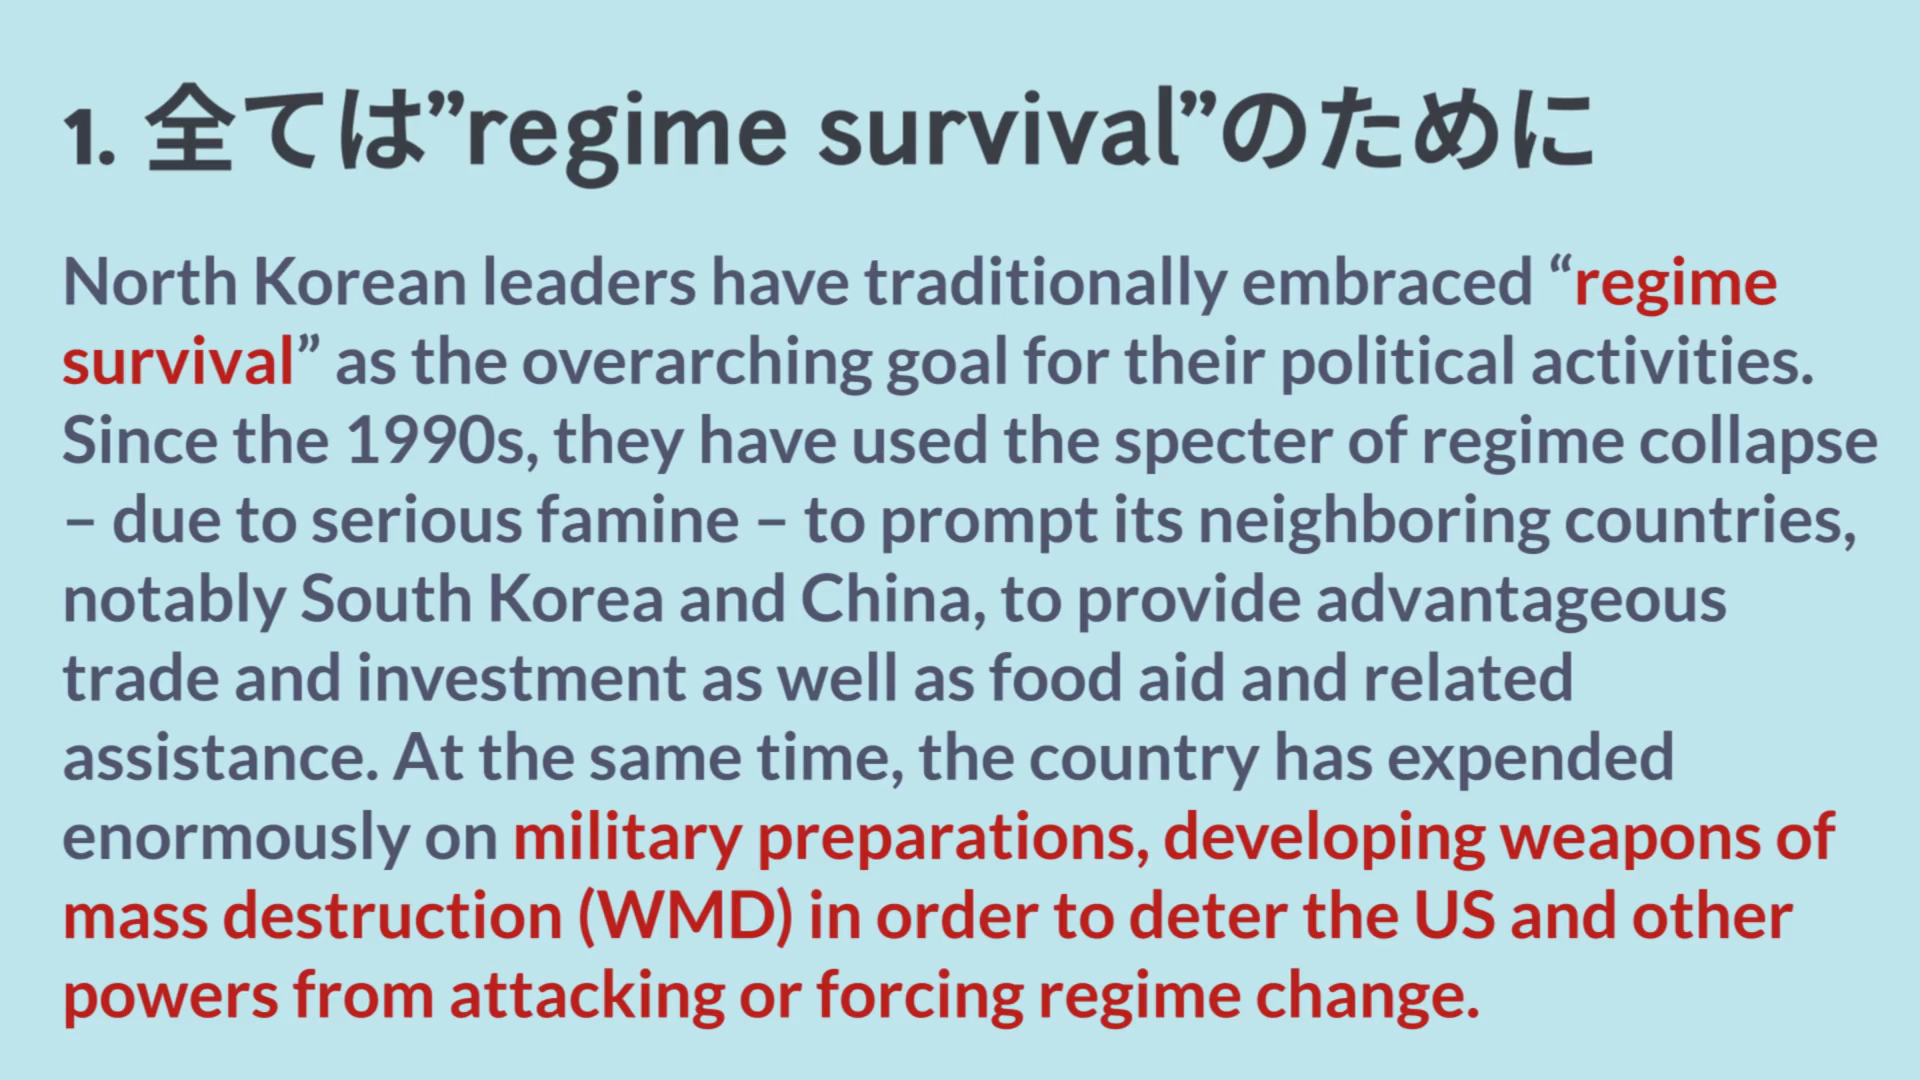 1. 全ては”regime survival”のために
North Korean leaders have traditionally embraced “regime
survival” as the overarching goal for their political activities.
Since the 1990s, they have used the specter of regime collapse
– due to serious famine – to prompt its neighboring countries,
notably South Korea and China, to provide advantageous
trade and investment as well as food aid and related
assistance. At the same time, the country has expended
enormously on military preparations, developing weapons of
mass destruction (WMD) in order to deter the US and other
powers from attacking or forcing regime change.